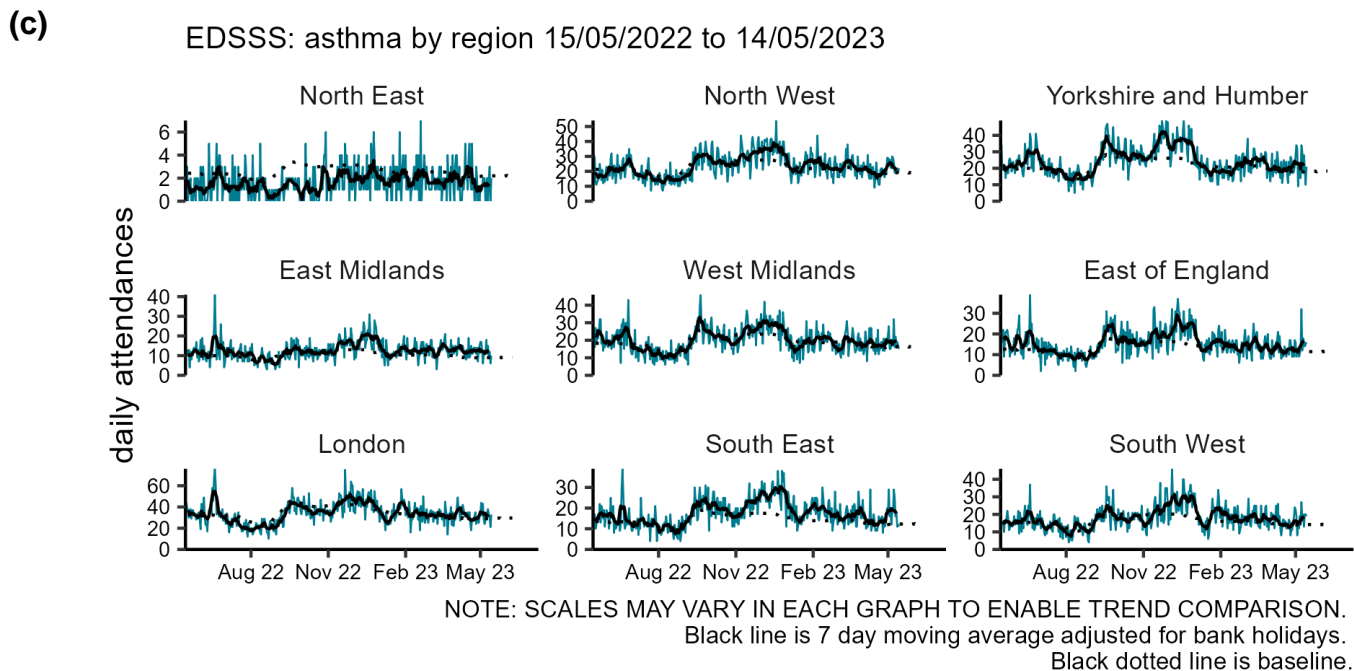 (c)
EDSSS: asthma by region 15/05/2022 to 14/05/2023
daily attendances
North East
6
4
2
0
North West
50
40
30
20
10
0
Yorkshire and Humber
40
30
20
10
0
East Midlands
40
30
20
10
0
West Midlands
40
30
20
10
0
East of England
30
20
10
0
London
60
40
20
0
Aug 22 Nov 22 Feb 23 May 23
South East
30
20
10
0
Aug 22 Nov 22 Feb 23 May 23
South West
40
30
20
10
0
Aug 22 Nov 22 Feb 23 May 23
NOTE: SCALES MAY VARY IN EACH GRAPH TO ENABLE TREND COMPARISON.
Black line is 7 day moving average adjusted for bank holidays.
Black dotted line is baseline.